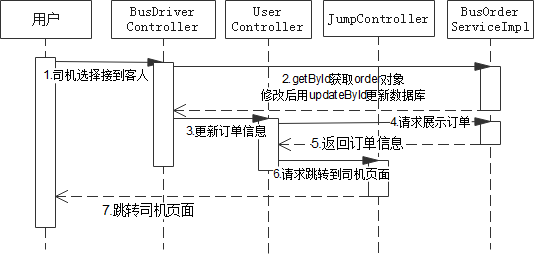 用户
BusDriver
Controller
User
Controller
JumpController
BusOrder
ServiceImpl
1.司机选择接到客人
2.getById获取order对象
修改后用updateById更新数据库
3.更新订单信息
4.请求展示订单
5.返回订单信息
6.请求跳转到司机页面
7.跳转司机页面